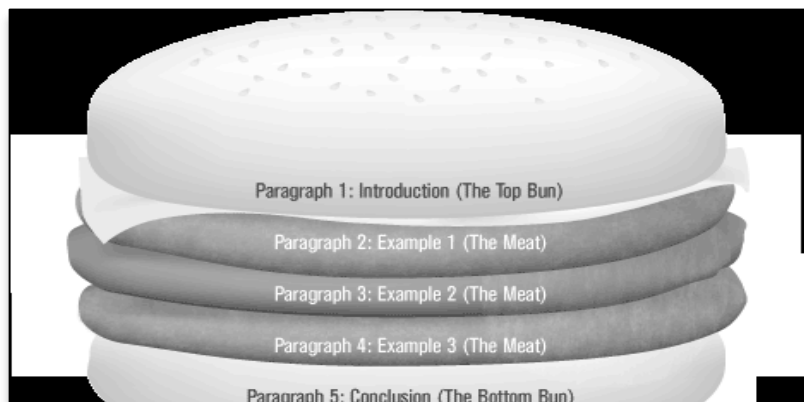 Paragraph 1: Introduction (The Top Bun)
Paragraph 2: Example 1 (The Meat)
Paragraph 3: Example 2 (The Meat)
Paragraph 4: Example 3 (The Meat)
Paragraph 5: Conclusion (The Bottom Bun)